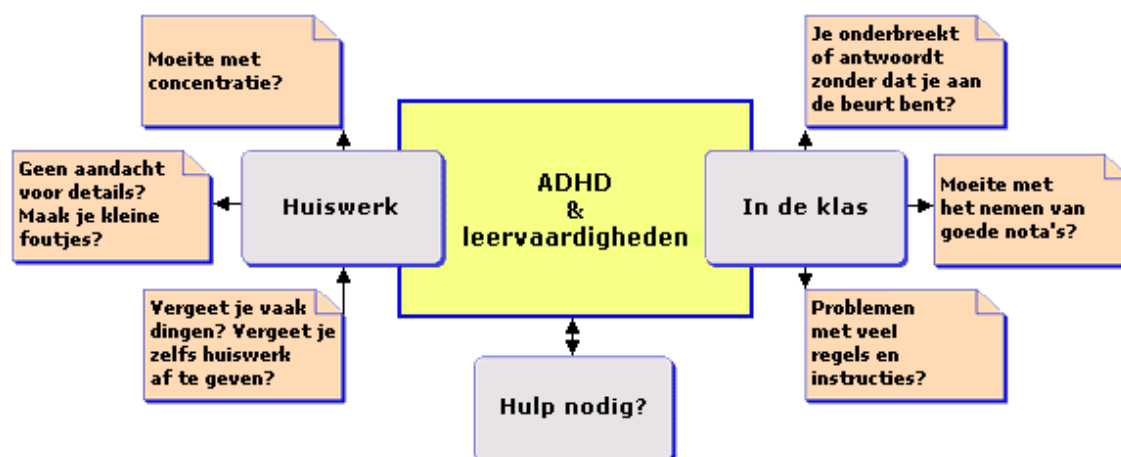 Moeite met
concentratie?
Je onderbreekt
of antwoordt
zonder dat je aan
de beurt bent?
Geen aandacht
voor details?
Maak je kleine
foutjes?
Huiswerk
ADHD
&
leervaardigheden
In de klas
Moeite met
het nemen van
goede nota's?
Vergeet je vaak
dingen? Vergeet je
zelfs huiswerk
af te geven?
Hulp nodig?
Problemen
met veel
regels en
instructies?